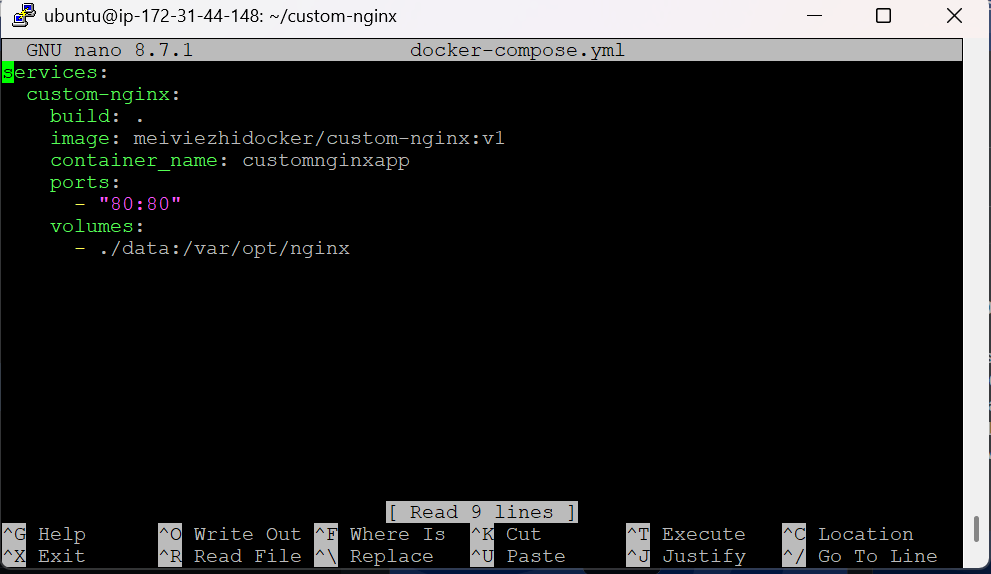 ubuntu@ip-172-31-44-148: ~/custom-nginx
GNU nano 8.7.1 docker-compose.yml
services:
  custom-nginx:
    build: .
    image: meiviezhidocker/custom-nginx:v1
    container_name: customnginxapp
    ports:
      - "80:80"
    volumes:
      - ./data:/var/opt/nginx
[ Read 9 lines ]
^G Help ^O Write Out ^F Where Is ^K Cut ^T Execute ^C Location
^X Exit ^R Read File ^\ Replace ^U Paste ^J Justify ^/ Go To Line